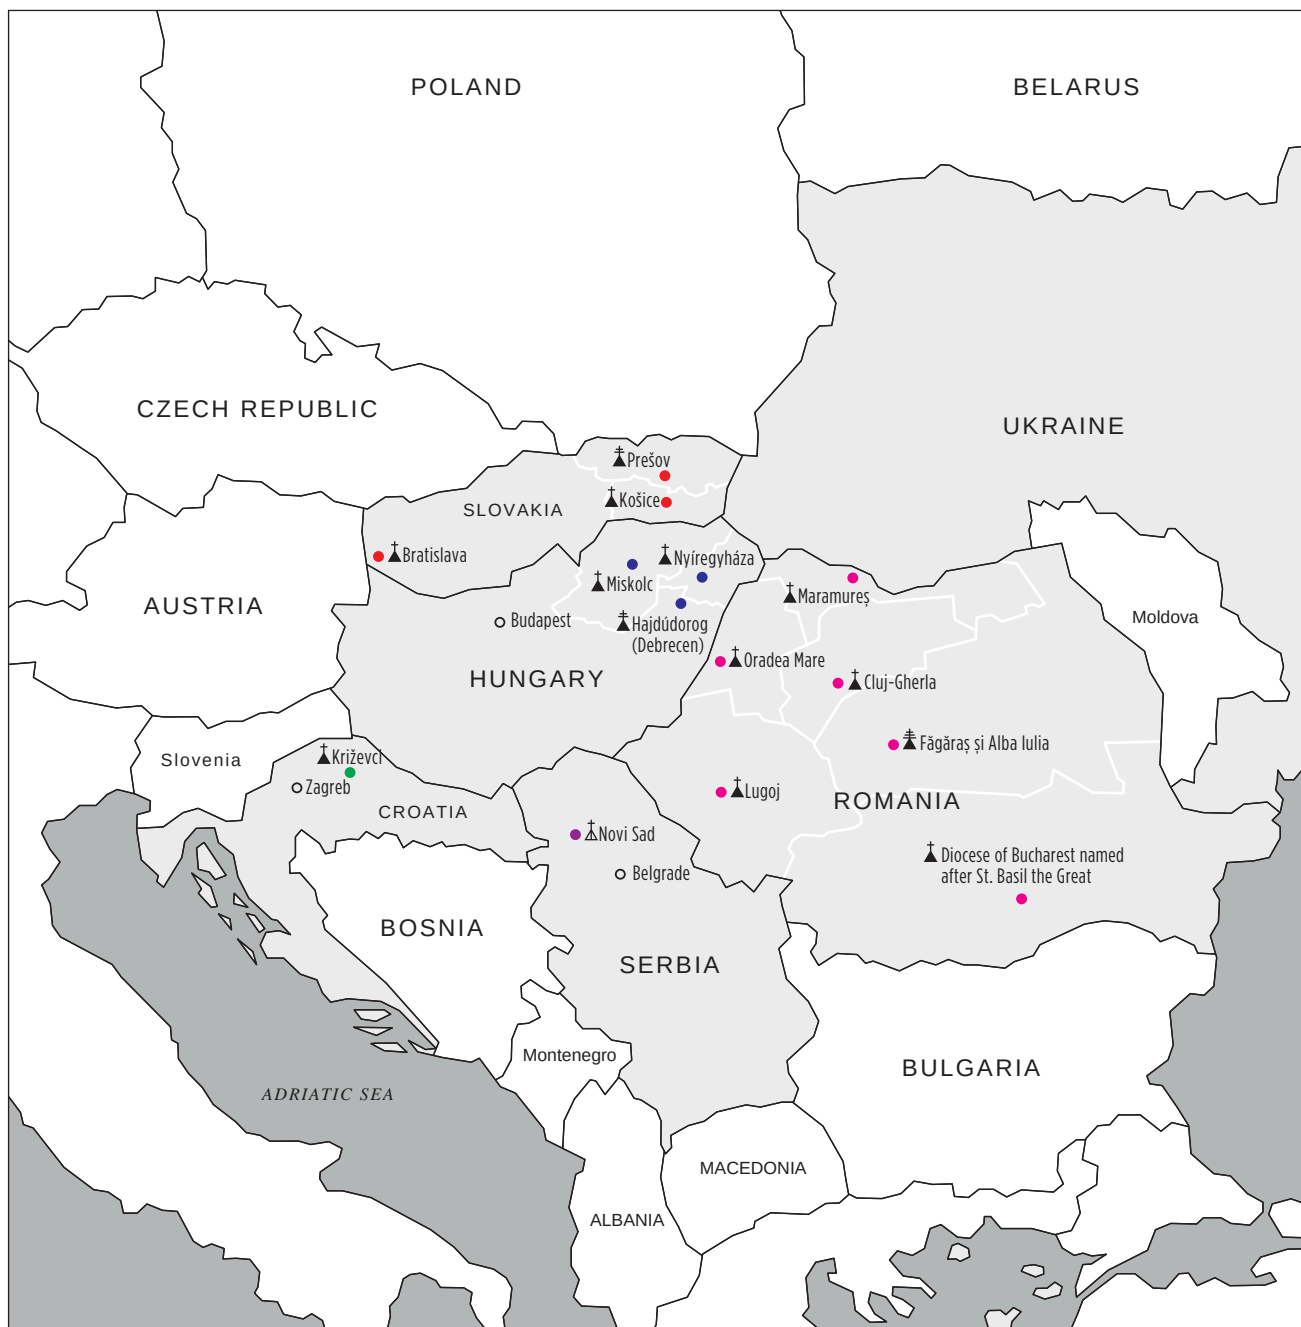 POLAND
BELARUS
CZECH REPUBLIC
UKRAINE
Prešov
Košice
SLOVAKIA
Bratislava
Nyíregyháza
Miskolc
Maramureș
AUSTRIA
Budapest
Hajdúdorog
(Debrecen)
Moldova
Oradea Mare
HUNGARY
Cluj-Gherla
Făgăraș și Alba Iulia
Slovenia
Križevci
Zagreb
Lugoj
ROMANIA
CROATIA
Novi Sad
Belgrade
Diocese of Bucharest named
after St. Basil the Great
BOSNIA
SERBIA
Montenegro
BULGARIA
ADRIATIC SEA
MACEDONIA
ALBANIA